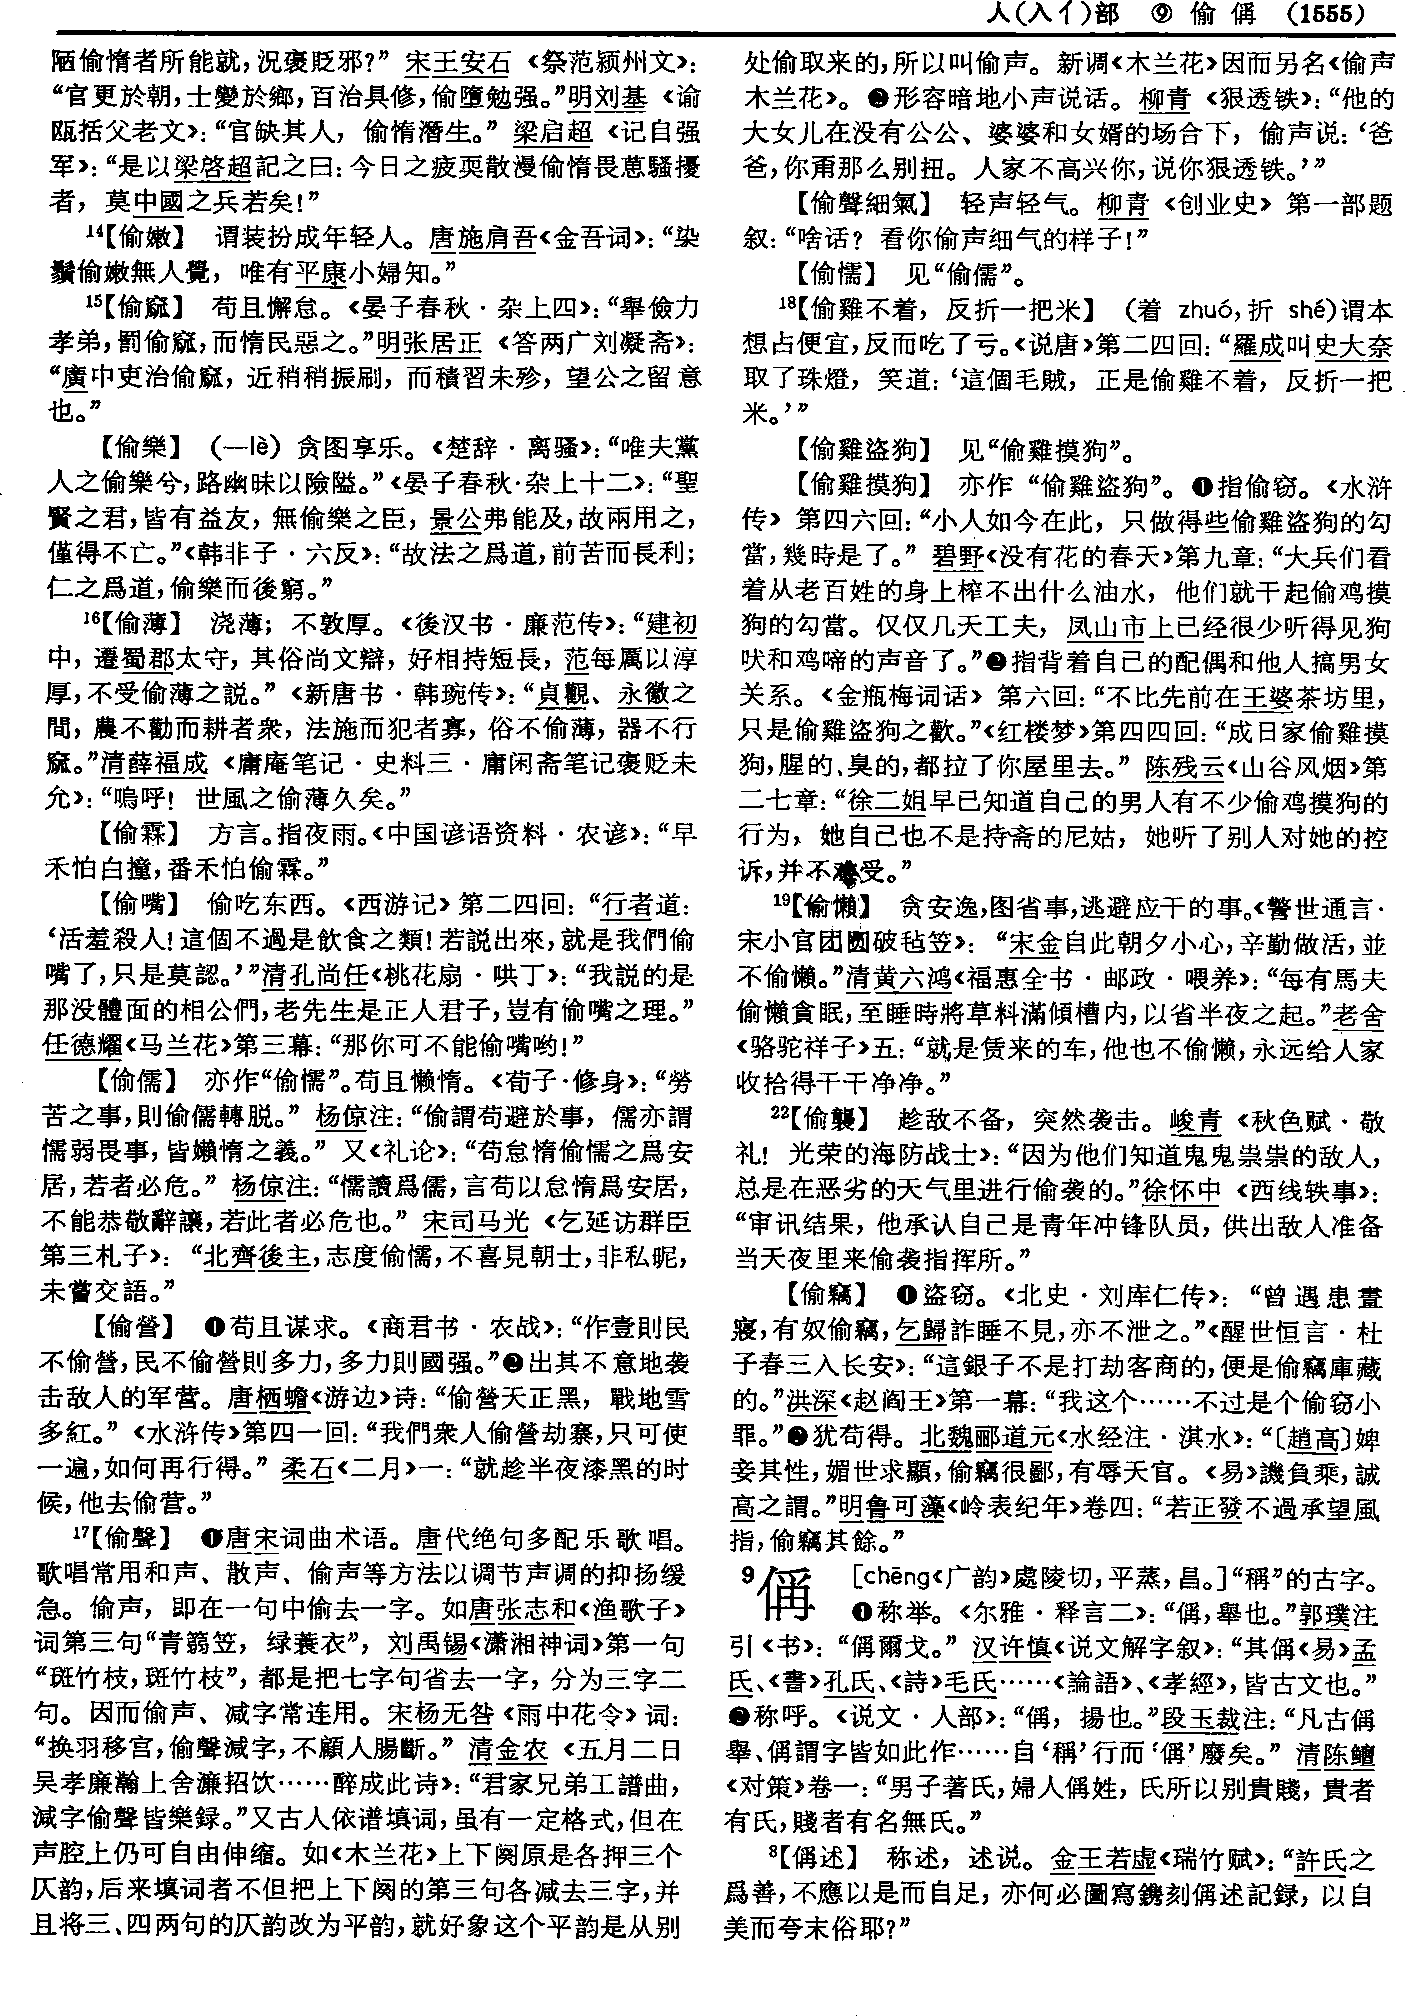 人(入亻)部 ⑨ 偷 偁 (1555)
陋偷惰者所能就，况褒貶邪？” 宋王安石《祭范颍州文》：
“官更於朝，士變於鄉，百治具修，偷墮勉强。”明刘基《谕
瓯括父老文》：“官缺其人，偷惰潛生。” 梁启超《记自强
军》：“是以梁啓超記之曰：今日之疲耎散漫偷惰畏葸騷擾
者，莫中國之兵若矣！”
¹⁴【偷嫩】 谓装扮成年轻人。唐施肩吾《金吾词》：“染
鬚偷嫩無人覺，唯有平康小婦知。”
¹⁵【偷窳】 苟且懈怠。《晏子春秋·杂上四》：“舉儉力
孝弟，罰偷窳，而惰民惡之。”明张居正《答两广刘凝斋》：
“廣中吏治偷窳，近稍稍振刷，而積習未殄，望公之留意
也。”
【偷樂】 （—lè）贪图享乐。《楚辞·离骚》：“唯夫黨
人之偷樂兮，路幽昧以險隘。”《晏子春秋·杂上十二》：“聖
賢之君，皆有益友，無偷樂之臣，景公弗能及，故兩用之，
僅得不亡。”《韩非子·六反》：“故法之爲道，前苦而長利；
仁之爲道，偷樂而後窮。”
¹⁶【偷薄】 浇薄；不敦厚。《後汉书·廉范传》：“建初
中，遷蜀郡太守，其俗尚文辯，好相持短長，范每厲以淳
厚，不受偷薄之説。”《新唐书·韩琬传》：“貞觀、永徽之
間，農不勸而耕者衆，法施而犯者寡，俗不偷薄，器不行
窳。”清薛福成《庸庵笔记·史料三·庸闲斋笔记褒贬未
允》：“嗚呼！世風之偷薄久矣。”
【偷霖】 方言。指夜雨。《中国谚语资料·农谚》：“早
禾怕白撞，番禾怕偷霖。”
【偷嘴】 偷吃东西。《西游记》第二四回：“行者道：
‘活羞殺人！這個不過是飲食之類！若説出來，就是我們偷
嘴了，只是莫認。’”清孔尚任《桃花扇·哄丁》：“我説的是
那没體面的相公們，老先生是正人君子，豈有偷嘴之理。”
任德耀《马兰花》第三幕：“那你可不能偷嘴哟！”
【偷儒】 亦作“偷懦”。苟且懒惰。《荀子·修身》：“勞
苦之事，則偷儒轉脱。” 杨倞注：“偷謂苟避於事，儒亦謂
懦弱畏事，皆嬾惰之義。” 又《礼论》：“苟怠惰偷懦之爲安
居，若者必危。” 杨倞注：“懦讀爲儒，言苟以怠惰爲安居，
不能恭敬辭讓，若此者必危也。” 宋司马光《乞延访群臣
第三札子》：“北齊後主，志度偷懦，不喜見朝士，非私昵，
未嘗交語。”
【偷營】 ❶苟且谋求。《商君书·农战》：“作壹則民
不偷營，民不偷營則多力，多力則國强。”❷出其不意地袭
击敌人的军营。唐栖蟾《游边》诗：“偷營天正黑，戰地雪
多紅。”《水浒传》第四一回：“我們衆人偷營劫寨，只可使
一遍，如何再行得。” 柔石《二月》一：“就趁半夜漆黑的时
候，他去偷营。”
¹⁷【偷聲】 ❶唐宋词曲术语。唐代绝句多配乐歌唱。
歌唱常用和声、散声、偷声等方法以调节声调的抑扬缓
急。偷声，即在一句中偷去一字。如唐张志和《渔歌子》
词第三句“青篛笠，绿蓑衣”，刘禹锡《潇湘神词》第一句
“斑竹枝，斑竹枝”，都是把七字句省去一字，分为三字二
句。因而偷声、减字常连用。宋杨无咎《雨中花令》词：
“换羽移宫，偷聲減字，不顧人腸斷。” 清金农《五月二日
吴孝廉瀚上舍濂招饮……醉成此诗》：“君家兄弟工譜曲，
減字偷聲皆樂録。”又古人依谱填词，虽有一定格式，但在
声腔上仍可自由伸缩。如《木兰花》上下阕原是各押三个
仄韵，后来填词者不但把上下阕的第三句各减去三字，并
且将三、四两句的仄韵改为平韵，就好象这个平韵是从别
处偷取来的，所以叫偷声。新调《木兰花》因而另名《偷声
木兰花》。❷形容暗地小声说话。柳青《狠透铁》：“他的
大女儿在没有公公、婆婆和女婿的场合下，偷声说：‘爸
爸，你甭那么别扭。人家不高兴你，说你狠透铁。’”
【偷聲細氣】 轻声轻气。柳青《创业史》第一部题
叙：“啥话？看你偷声细气的样子！”
【偷懦】 见“偷儒”。
¹⁸【偷雞不着，反折一把米】 （着 zhuó，折 shé）谓本
想占便宜，反而吃了亏。《说唐》第二四回：“羅成叫史大奈
取了珠燈，笑道：‘這個毛賊，正是偷雞不着，反折一把
米。’”
【偷雞盜狗】 见“偷雞摸狗”。
【偷雞摸狗】 亦作“偷雞盜狗”。❶指偷窃。《水浒
传》第四六回：“小人如今在此，只做得些偷雞盜狗的勾
當，幾時是了。” 碧野《没有花的春天》第九章：“大兵们看
着从老百姓的身上榨不出什么油水，他们就干起偷鸡摸
狗的勾當。仅仅几天工夫，凤山市上已经很少听得见狗
吠和鸡啼的声音了。”❷指背着自己的配偶和他人搞男女
关系。《金瓶梅词话》第六回：“不比先前在王婆茶坊里，
只是偷雞盜狗之歡。”《红楼梦》第四四回：“成日家偷雞摸
狗，腥的、臭的，都拉了你屋里去。” 陈残云《山谷风烟》第
二七章：“徐二姐早已知道自己的男人有不少偷鸡摸狗的
行为，她自己也不是持斋的尼姑，她听了别人对她的控
诉，并不难受。”
¹⁹【偷懶】 贪安逸，图省事，逃避应干的事。《警世通言·
宋小官团圆破毡笠》：“宋金自此朝夕小心，辛勤做活，並
不偷懶。”清黄六鸿《福惠全书·邮政·喂养》：“每有馬夫
偷懶貪眠，至睡時將草料滿傾槽内，以省半夜之起。”老舍
《骆驼祥子》五：“就是赁来的车，他也不偷懒，永远给人家
收拾得干干净净。”
²²【偷襲】 趁敌不备，突然袭击。峻青《秋色赋·敬
礼！光荣的海防战士》：“因为他们知道鬼鬼祟祟的敌人，
总是在恶劣的天气里进行偷袭的。”徐怀中《西线轶事》：
“审讯结果，他承认自己是青年冲锋队员，供出敌人准备
当天夜里来偷袭指挥所。”
【偷竊】 ❶盗窃。《北史·刘库仁传》：“曾遇患晝
寢，有奴偷竊，乞歸詐睡不見，亦不泄之。”《醒世恒言·杜
子春三入长安》：“這銀子不是打劫客商的，便是偷竊庫藏
的。”洪深《赵阎王》第一幕：“我这个……不过是个偷窃小
罪。”❷犹苟得。北魏郦道元《水经注·淇水》：“〔趙高〕婢
妾其性，媚世求顯，偷竊很鄙，有辱天官。《易》譏負乘，誠
高之謂。”明鲁可藻《岭表纪年》卷四：“若正發不過承望風
指，偷竊其餘。”
⁹偁 [chēng《广韵》處陵切，平蒸，昌。]“稱”的古字。
❶称举。《尔雅·释言二》：“偁，舉也。”郭璞注
引《书》：“偁爾戈。” 汉许慎《说文解字叙》：“其偁《易》孟
氏、《書》孔氏、《詩》毛氏……《論語》、《孝經》，皆古文也。”
❷称呼。《说文·人部》：“偁，揚也。”段玉裁注：“凡古偁
舉、偁謂字皆如此作……自‘稱’行而‘偁’廢矣。” 清陈鳣
《对策》卷一：“男子著氏，婦人偁姓，氏所以别貴賤，貴者
有氏，賤者有名無氏。”
⁸【偁述】 称述，述说。金王若虚《瑞竹赋》：“許氏之
爲善，不應以是而自足，亦何必圖寫鐫刻偁述記録，以自
美而夸末俗耶？”